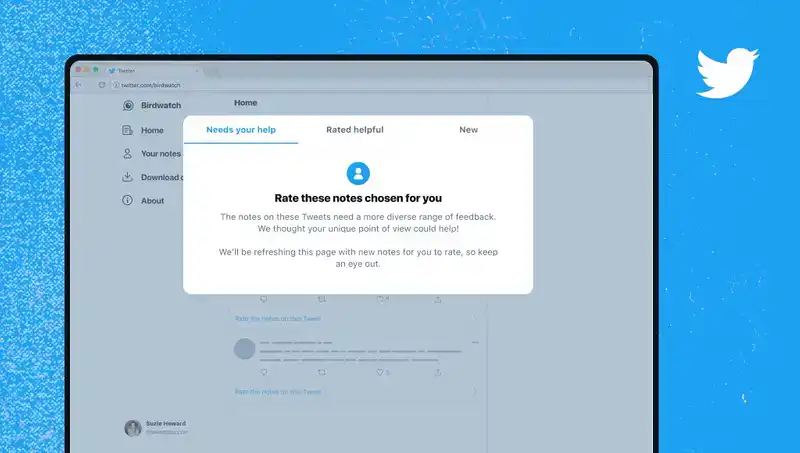 Twitter
twitter.com/birdwatch
Birdwatch
Home
Home
Your notes
Download
About
Needs your help
Rated helpful
New
Rate these notes chosen for you
The notes on these Tweets need a more diverse range of feedback.
We thought your unique point of view could help!
We'll be refreshing this page with new notes for you to rate, so keep
an eye out.
Rate the notes on this Tweet
Rate the notes on this Tweet
Suzie Howard